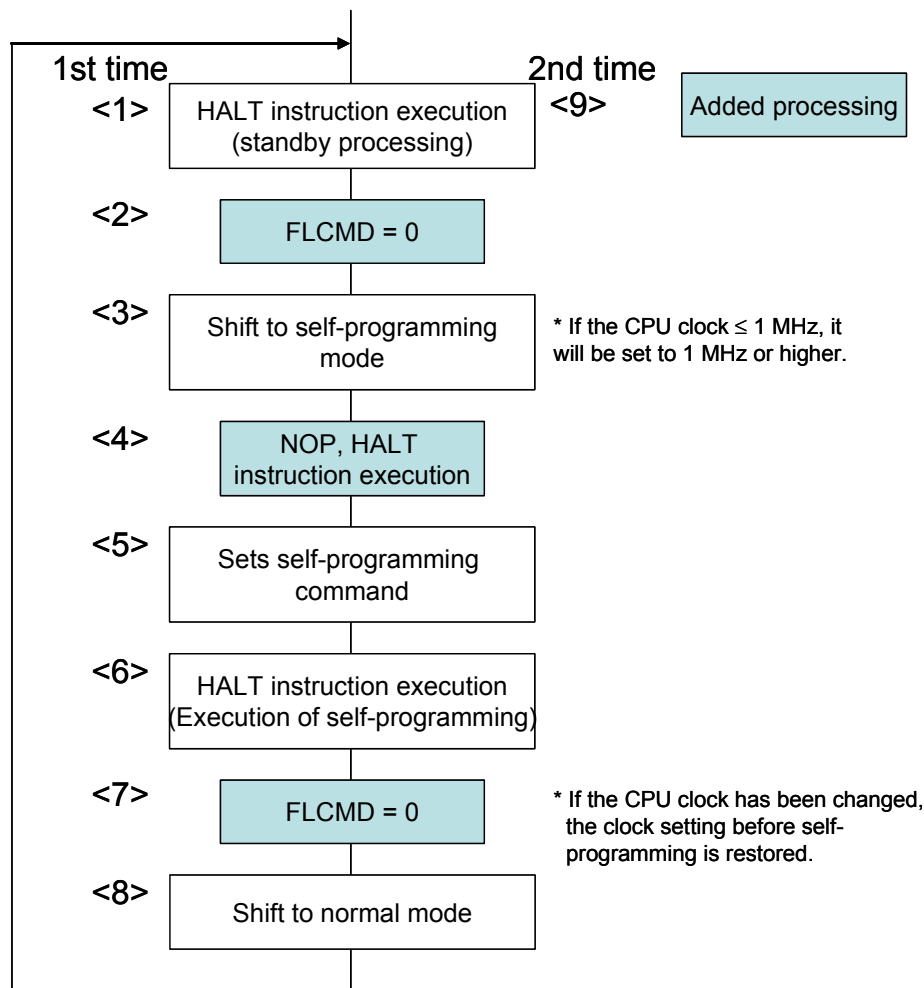 1st time
2nd time
<1>
HALT instruction execution
(standby processing)
<9>
Added processing
<2>
FLCMD = 0
<3>
Shift to self-programming
mode
* If the CPU clock ≤ 1 MHz, it
will be set to 1 MHz or higher.
<4>
NOP, HALT
instruction execution
<5>
Sets self-programming
command
<6>
HALT instruction execution
(Execution of self-programming)
<7>
FLCMD = 0
* If the CPU clock has been changed,
the clock setting before self-
programming is restored.
<8>
Shift to normal mode